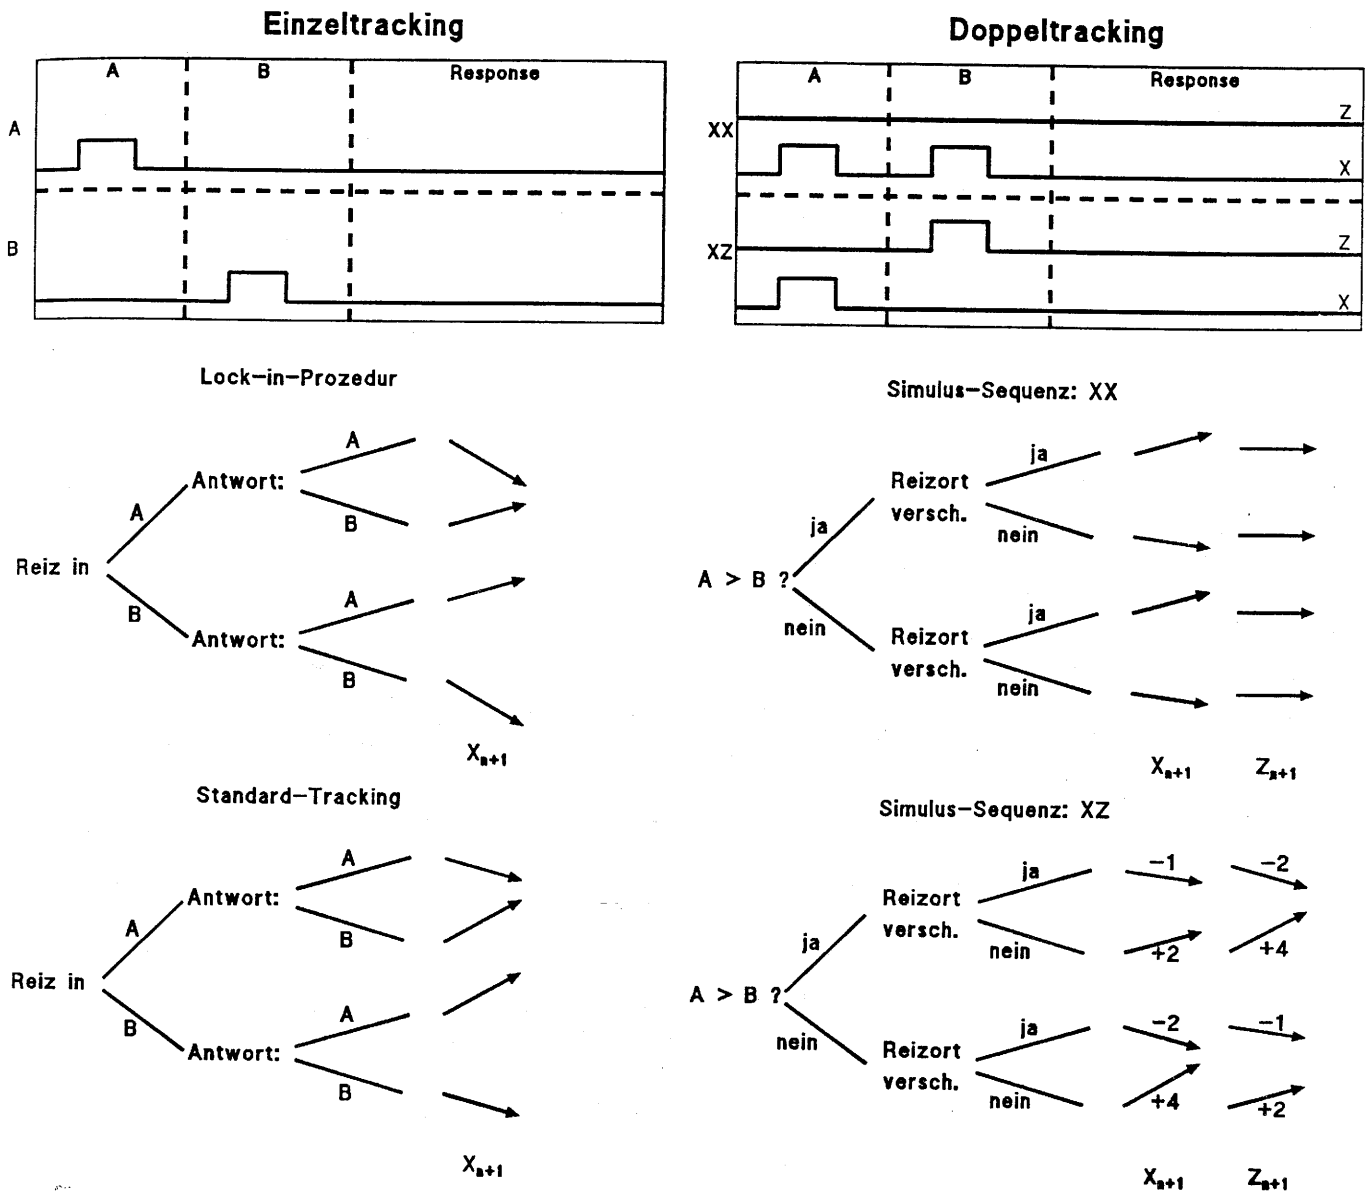 Einzeltracking
A B Response
A
B
Lock-in-Prozedur
Reiz in
A
B
Antwort:
A
B
Antwort:
A
B
Xn+1
Standard-Tracking
Reiz in
A
B
Antwort:
A
B
Antwort:
A
B
Xn+1
Doppeltracking
A B Response
XX
Z
X
XZ
Z
X
Simulus-Sequenz: XX
A > B ?
ja
nein
Reizort
versch.
ja
nein
Reizort
versch.
ja
nein
Xn+1 Zn+1
Simulus-Sequenz: XZ
A > B ?
ja
nein
Reizort
versch.
ja -1 -2
nein +2 +4
Reizort
versch.
ja -2 -1
nein +4 +2
Xn+1 Zn+1